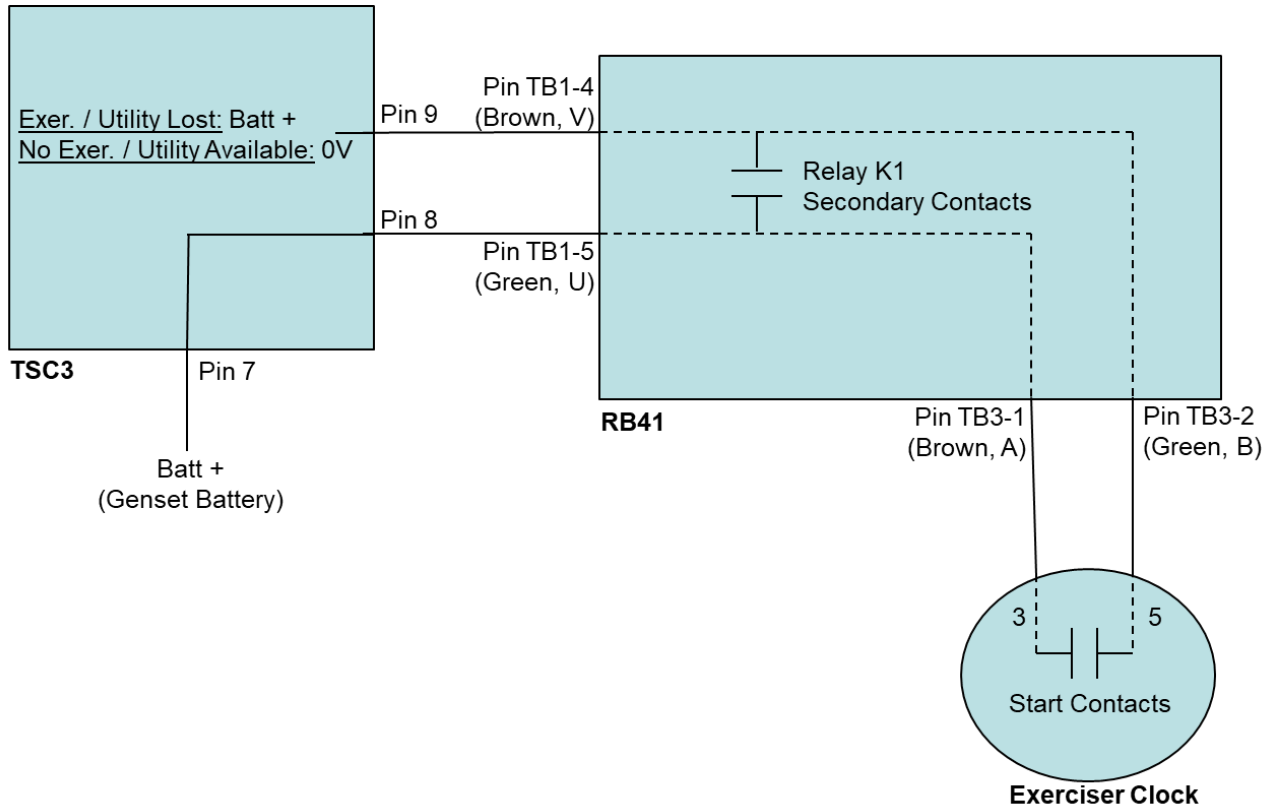 Exer. / Utility Lost: Batt +
No Exer. / Utility Available: 0V
Pin 9
Pin 8
TSC3
Pin 7
Batt +
(Genset Battery)
Pin TB1-4
(Brown, V)
Pin TB1-5
(Green, U)
Relay K1
Secondary Contacts
RB41
Pin TB3-1
(Brown, A)
Pin TB3-2
(Green, B)
3
5
Start Contacts
Exerciser Clock